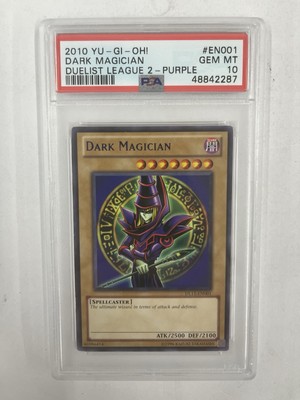 2010 YU-GI-OH! #EN001
DARK MAGICIAN GEM MT
DUELIST LEAGUE 2-PURPLE 10
PSA 48842287
DARK MAGICIAN
[SPELLCASTER]
The ultimate wizard in terms of attack and defense.
ATK/2500 DEF/2100